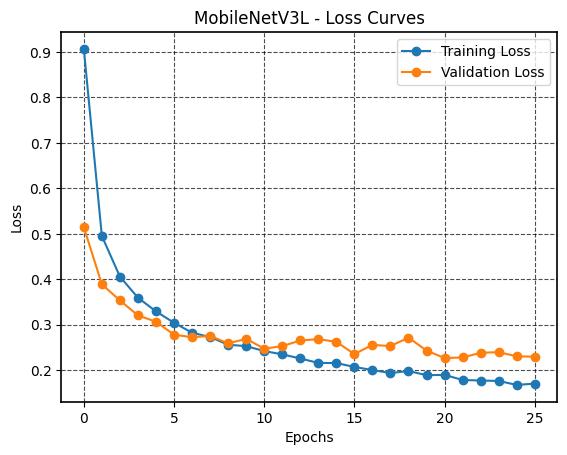 MobileNetV3L - Loss Curves
Training Loss
Validation Loss
0.9
0.8
0.7
0.6
0.5
0.4
0.3
0.2
Loss
0 5 10 15 20 25
Epochs